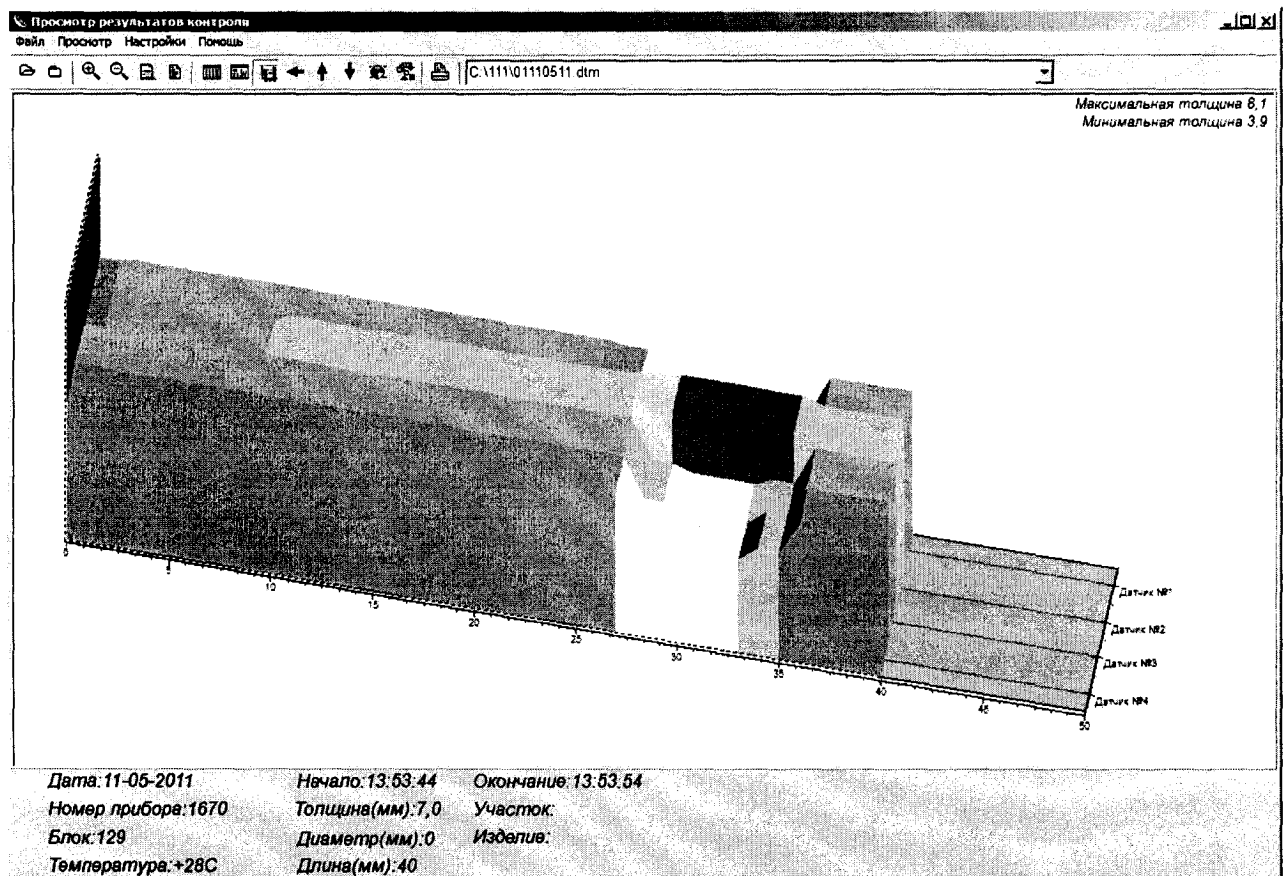 Просмотр результатов контроля
Файл Просмотр Настройки Помощь
C:\111\01110511.dtm
Максимальная толщина 8,1
Минимальная толщина 3,9
0
5
10
15
20
25
30
35
40
45
50
Датчик №1
Датчик №2
Датчик №3
Датчик №4
Дата:11-05-2011 Начало:13:53:44 Окончание:13:53:54
Номер прибора:1670 Толщина(мм):7,0 Участок:
Блок:129 Диаметр(мм):0 Изделие:
Температура:+28С Длина(мм):40